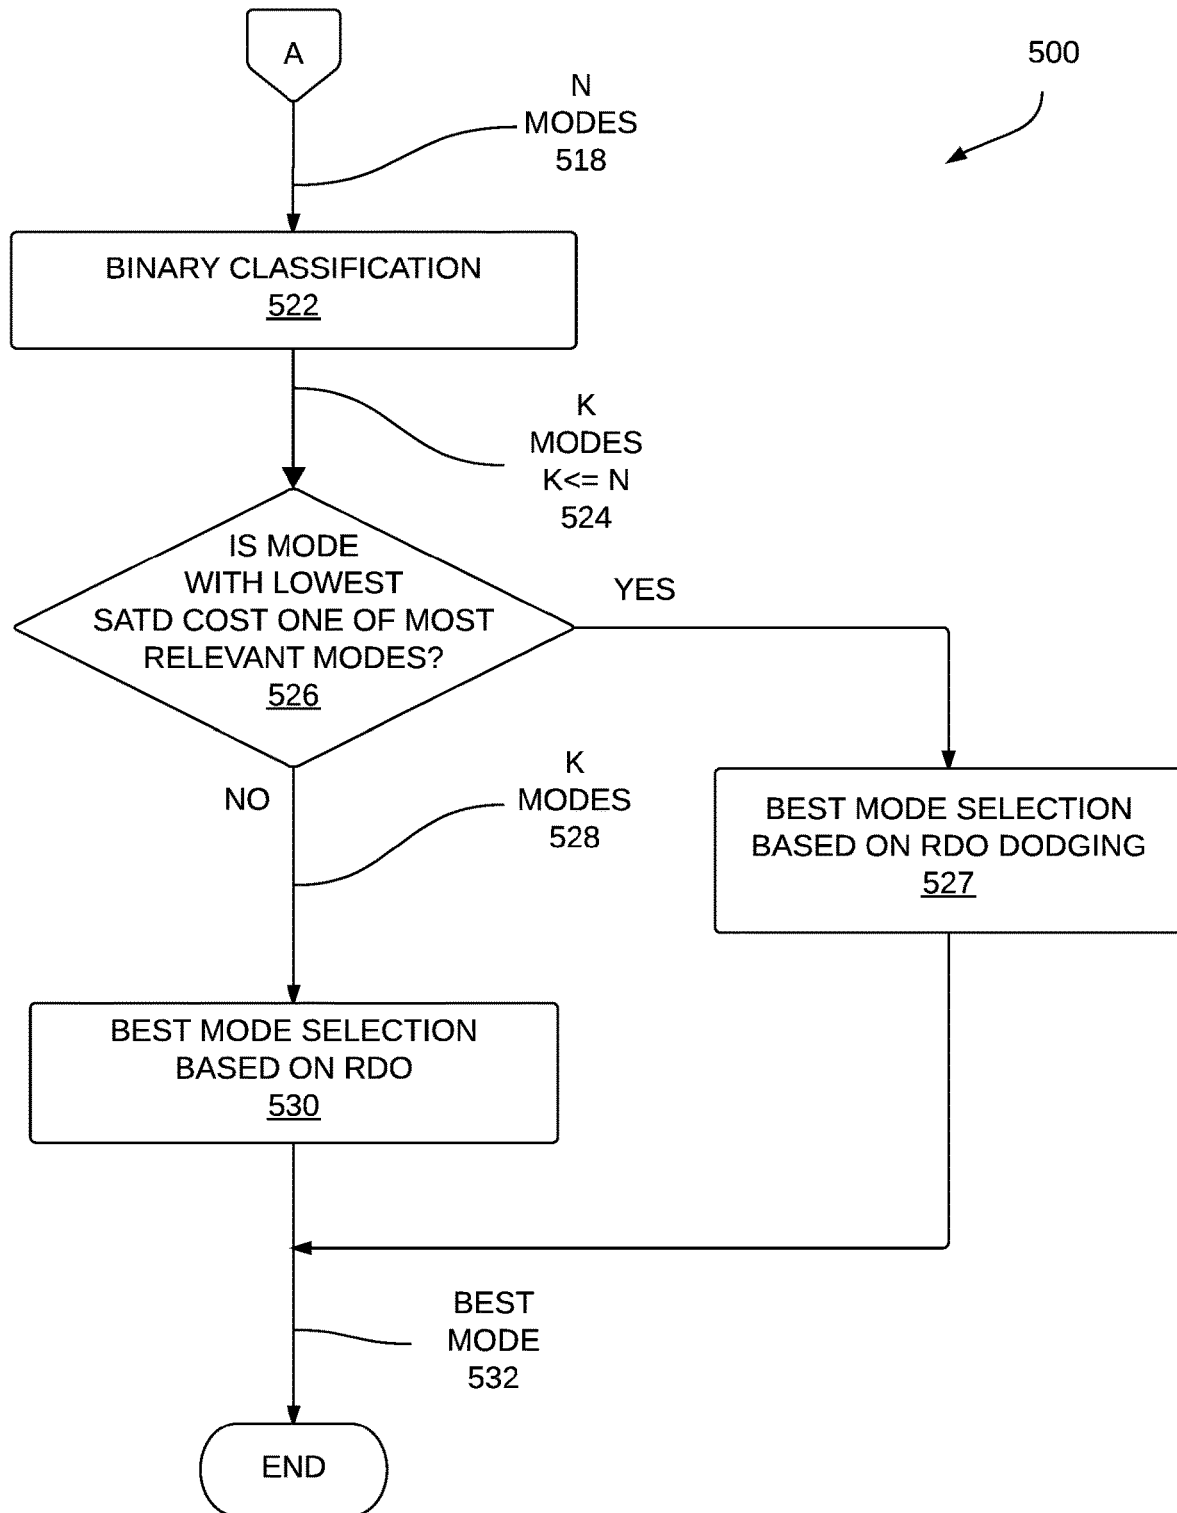 A
500
N
MODES
518
BINARY CLASSIFICATION
522
K
MODES
K<= N
524
IS MODE
WITH LOWEST
SATD COST ONE OF MOST
RELEVANT MODES?
526
YES
NO
K
MODES
528
BEST MODE SELECTION
BASED ON RDO DODGING
527
BEST MODE SELECTION
BASED ON RDO
530
BEST
MODE
532
END